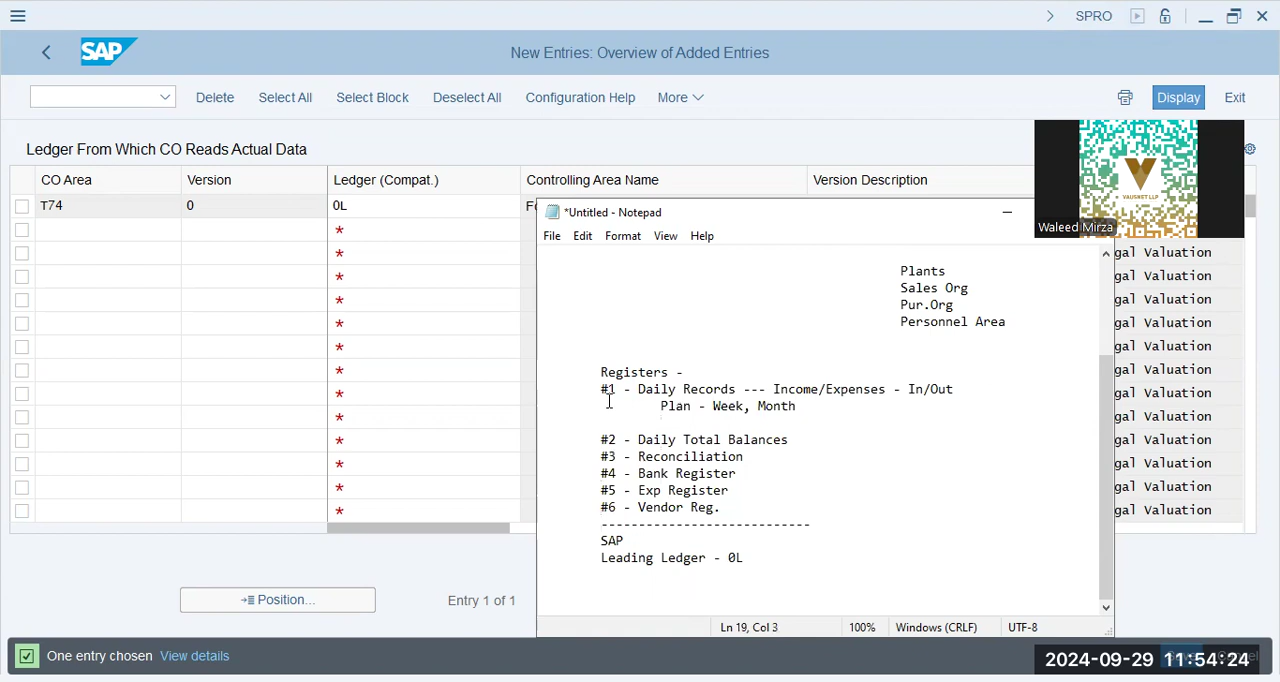 SPRO
SAP
New Entries: Overview of Added Entries
Delete Select All Select Block Deselect All Configuration Help More Display Exit
Ledger From Which CO Reads Actual Data
CO Area Version Ledger (Compat.) Controlling Area Name Version Description
T74 0 0L
*
*
*
*
*
*
*
*
*
*
*
*
*
*Untitled - Notepad
File Edit Format View Help
Plants
Sales Org
Pur.Org
Personnel Area
Registers -
#1 - Daily Records --- Income/Expenses - In/Out
Plan - Week, Month
#2 - Daily Total Balances
#3 - Reconciliation
#4 - Bank Register
#5 - Exp Register
#6 - Vendor Reg.
----------------------------
SAP
Leading Ledger - 0L
Ln 19, Col 3 100% Windows (CRLF) UTF-8
VAUSNET LLP
Waleed Mirza
gal Valuation
gal Valuation
gal Valuation
gal Valuation
gal Valuation
gal Valuation
gal Valuation
gal Valuation
gal Valuation
gal Valuation
gal Valuation
gal Valuation
Position... Entry 1 of 1
One entry chosen View details
2024-09-29 11:54:24